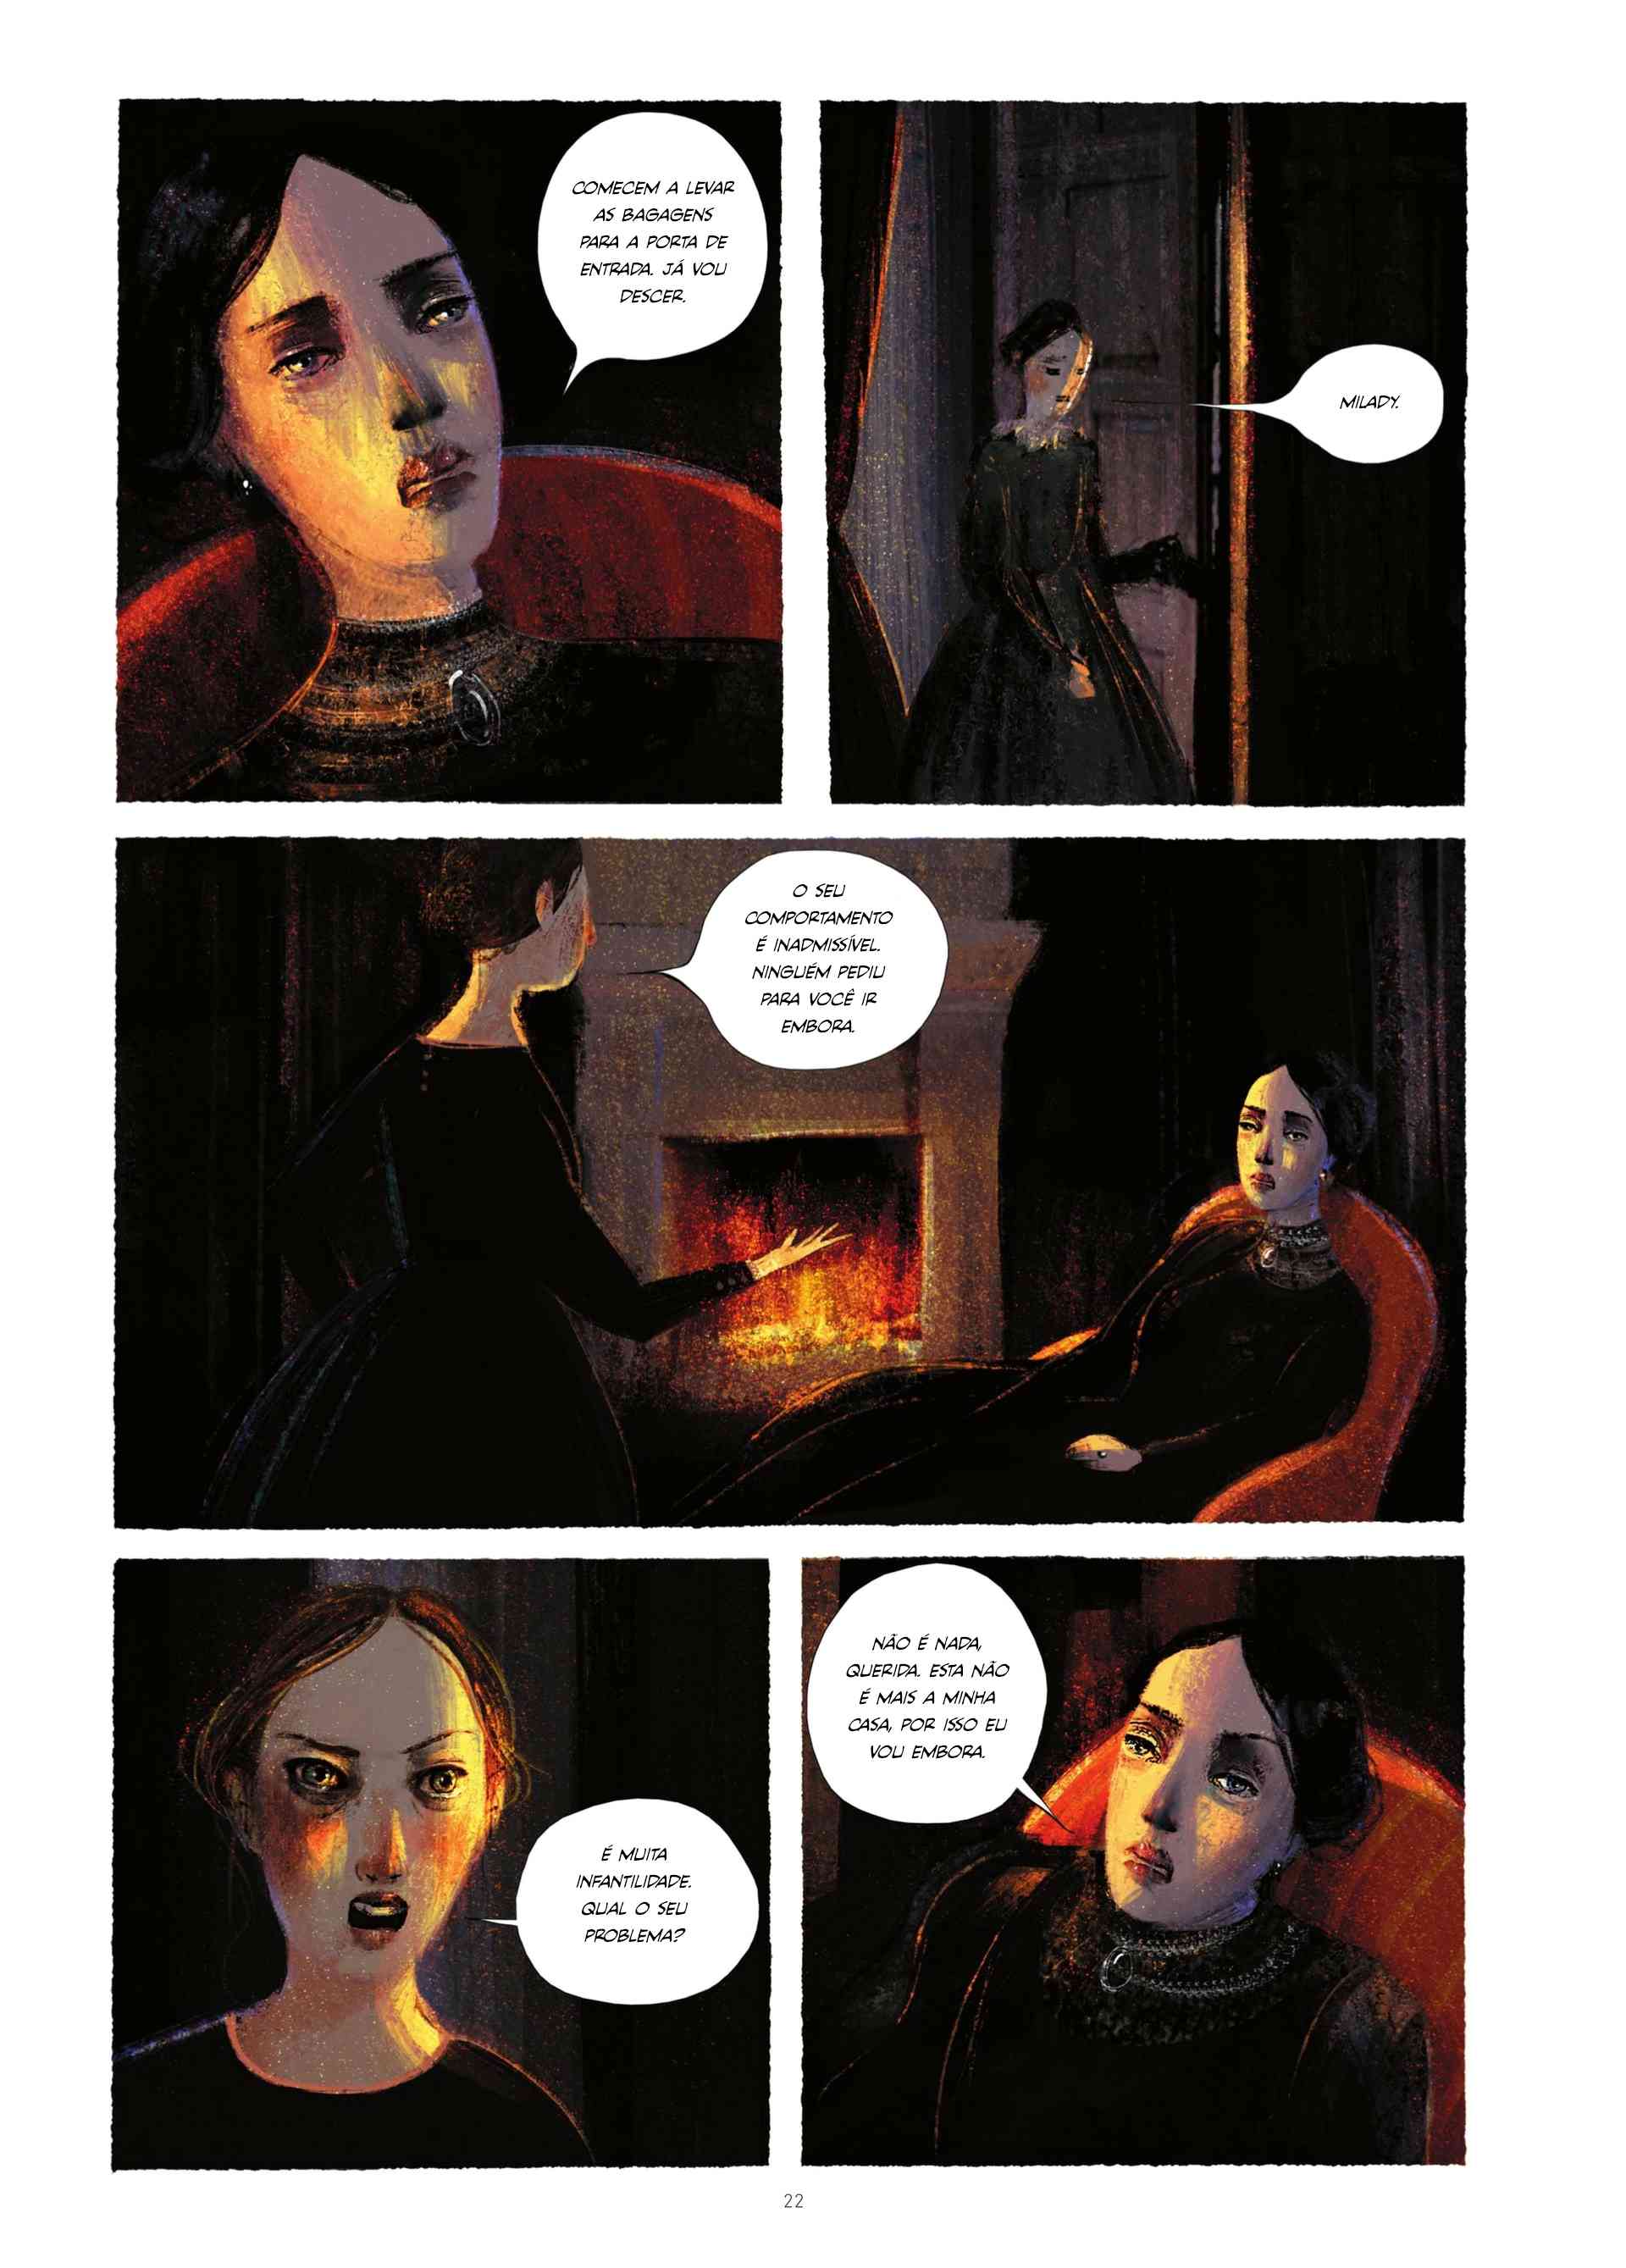 COMECEM A LEVAR
AS BAGAGENS
PARA A PORTA DE
ENTRADA. JÁ VOU
DESCER.
MILADY.
O SEU
COMPORTAMENTO
É INADMISSÍVEL.
NINGUÉM PEDIU
PARA VOCÊ IR
EMBORA.
É MUITA
INFANTILIDADE.
QUAL O SEU
PROBLEMA?
NÃO É NADA,
QUERIDA. ESTA NÃO
É MAIS A MINHA
CASA, POR ISSO EU
VOU EMBORA.
22